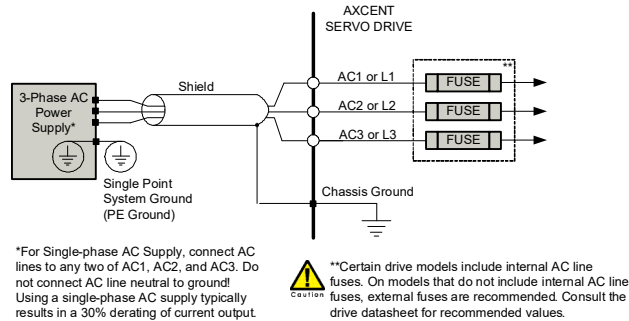 AXCENT
SERVO DRIVE
**
3-Phase AC
Power
Supply*
Shield
AC1 or L1
FUSE
AC2 or L2
FUSE
AC3 or L3
FUSE
Single Point
System Ground
(PE Ground)
Chassis Ground
*For Single-phase AC Supply, connect AC
lines to any two of AC1, AC2, and AC3. Do
not connect AC line neutral to ground!
Using a single-phase AC supply typically
results in a 30% derating of current output.
Caution
**Certain drive models include internal AC line
fuses. On models that do not include internal AC line
fuses, external fuses are recommended. Consult the
drive datasheet for recommended values.